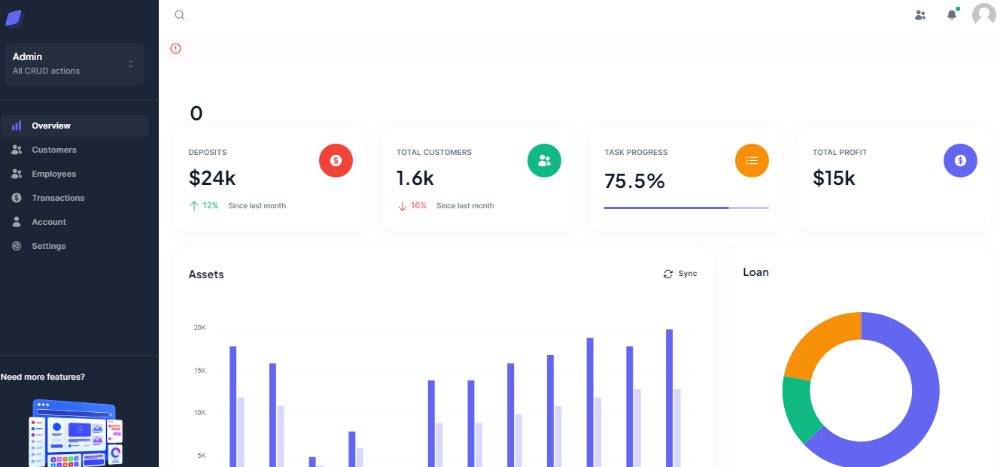 Admin
All CRUD actions
Overview
Customers
Employees
Transactions
Account
Settings
Need more features?
0
DEPOSITS
$24k
12% Since last month
TOTAL CUSTOMERS
1.6k
16% Since last month
TASK PROGRESS
75.5%
TOTAL PROFIT
$15k
Assets
Sync
20K
15K
10K
5K
Loan